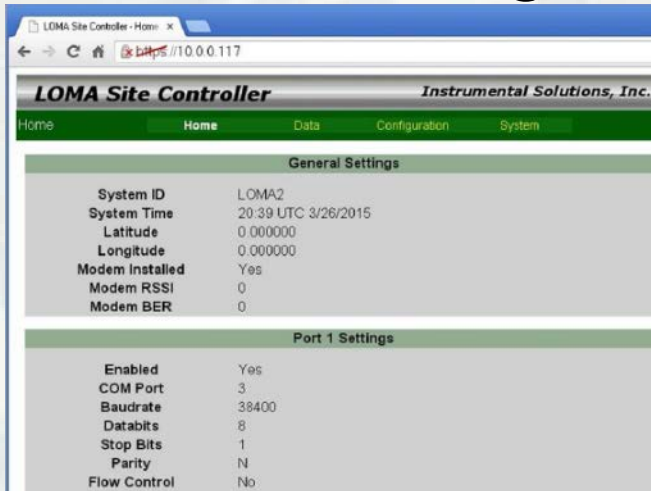 LOMA Site Controller - Home
https://10.0.0.117
LOMA Site Controller Instrumental Solutions, Inc.
Home Home Data Configuration System
General Settings
System ID LOMA2
System Time 20:39 UTC 3/26/2015
Latitude 0.000000
Longitude 0.000000
Modem Installed Yes
Modem RSSI 0
Modem BER 0
Port 1 Settings
Enabled Yes
COM Port 3
Baudrate 38400
Databits 8
Stop Bits 1
Parity N
Flow Control No